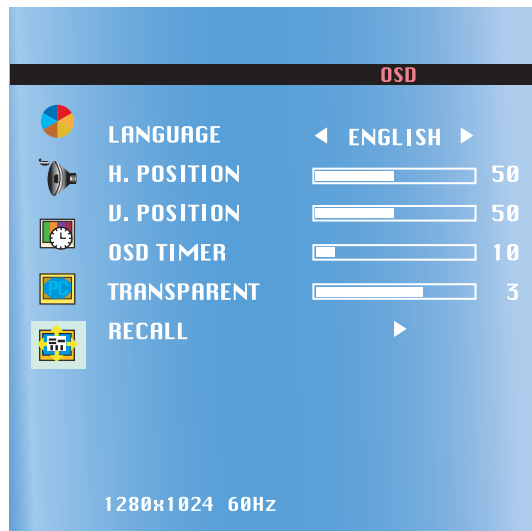 OSD
LANGUAGE ENGLISH
H. POSITION 50
V. POSITION 50
OSD TIMER 10
TRANSPARENT 3
RECALL
PC
1280x1024 60Hz